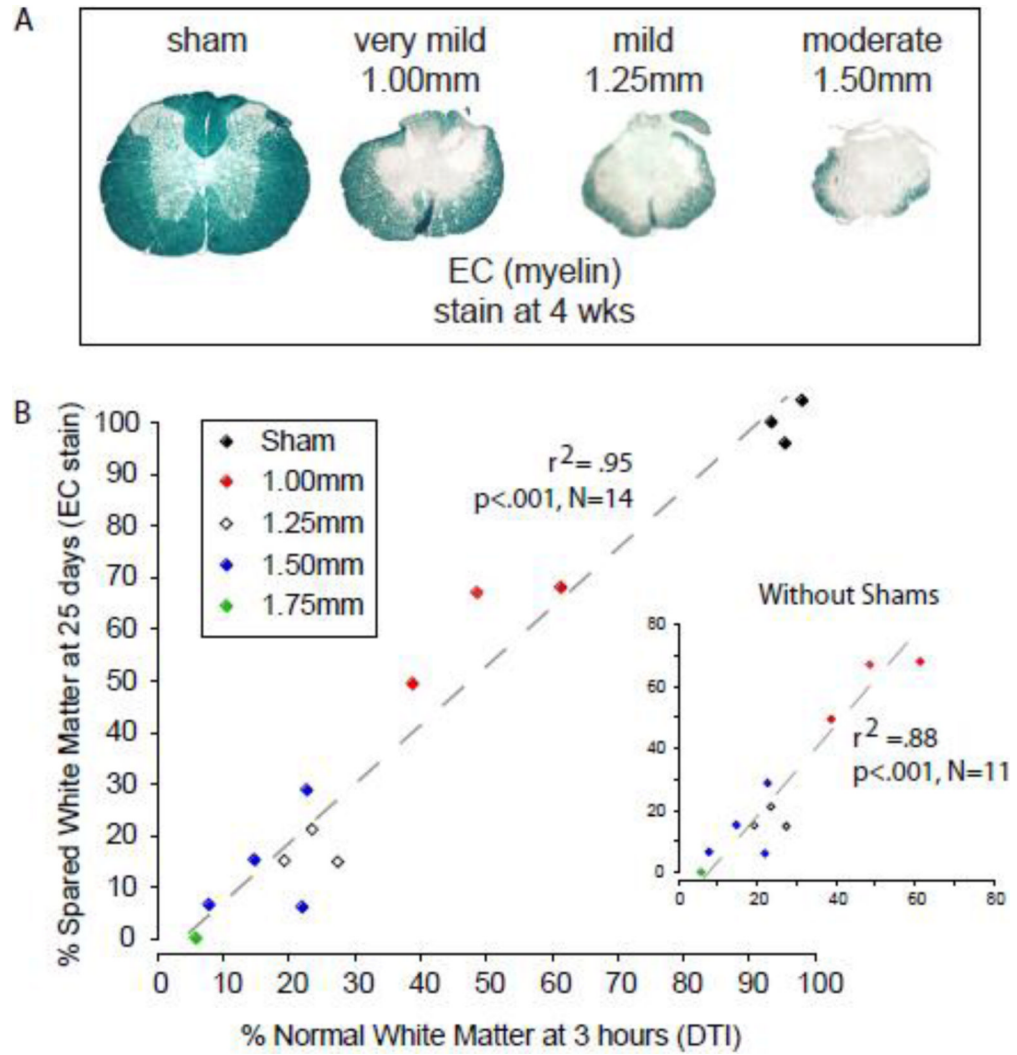 A
sham
very mild
1.00mm
mild
1.25mm
moderate
1.50mm
EC (myelin)
stain at 4 wks
B
% Spared White Matter at 25 days (EC stain)
100
90
80
70
60
50
40
30
20
10
0
Sham
1.00mm
1.25mm
1.50mm
1.75mm
r2= .95
p<.001, N=14
Without Shams
80
60
40
20
0
r2 =.88
p<.001, N=11
0 20 40 60 80
0 10 20 30 40 50 60 70 80 90 100
% Normal White Matter at 3 hours (DTI)